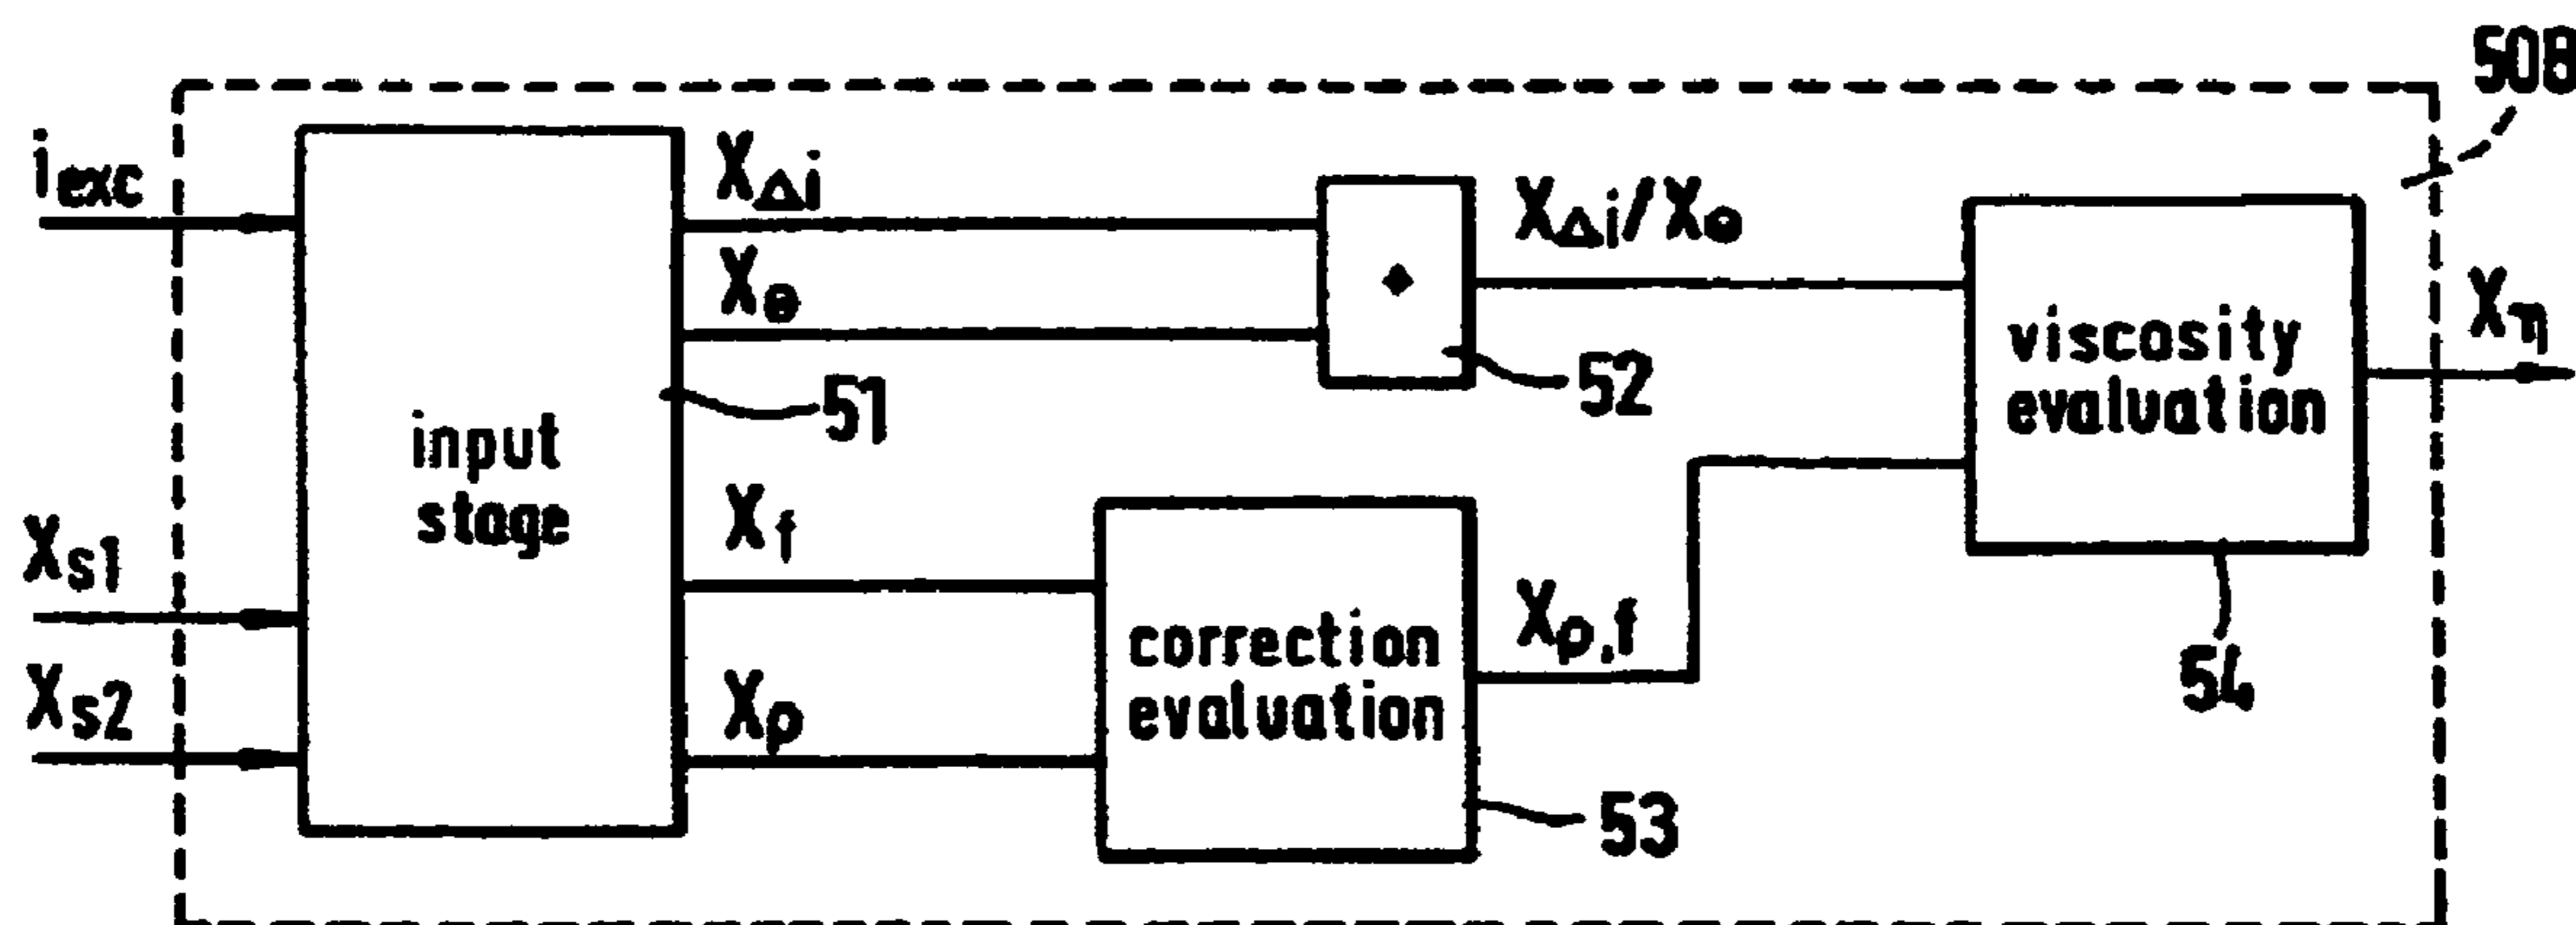 50B
i_exc
X_Δi
X_Θ
X_Δi/X_Θ
X_η
51
52
input
stage
viscosity
evaluation
X_s1
X_s2
X_f
X_ρ
correction
evaluation
X_ρ,f
53
54